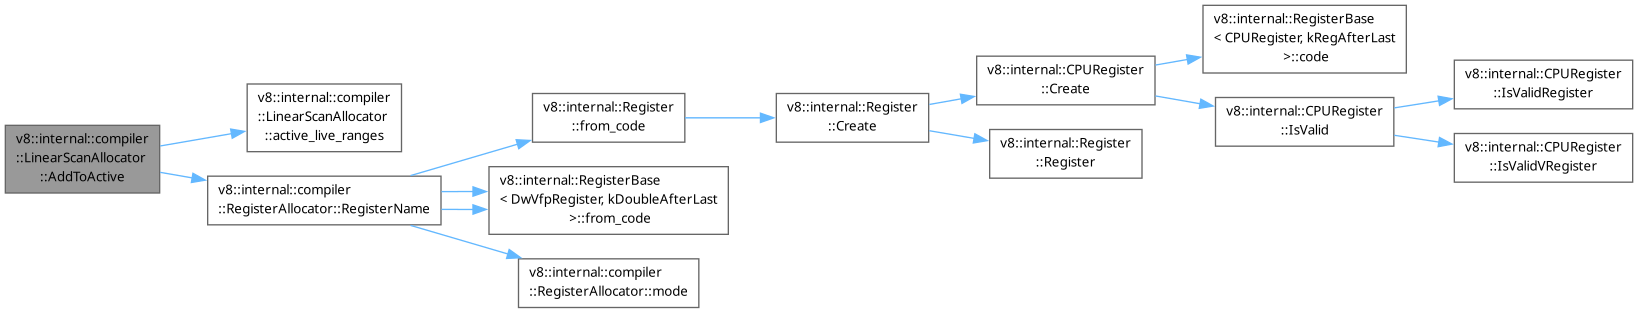 v8::internal::compiler
::LinearScanAllocator
::AddToActive
v8::internal::compiler
::LinearScanAllocator
::active_live_ranges
v8::internal::compiler
::RegisterAllocator::RegisterName
v8::internal::Register
::from_code
v8::internal::RegisterBase
< DwVfpRegister, kDoubleAfterLast
>::from_code
v8::internal::compiler
::RegisterAllocator::mode
v8::internal::Register
::Create
v8::internal::CPURegister
::Create
v8::internal::Register
::Register
v8::internal::RegisterBase
< CPURegister, kRegAfterLast
>::code
v8::internal::CPURegister
::IsValid
v8::internal::CPURegister
::IsValidRegister
v8::internal::CPURegister
::IsValidVRegister